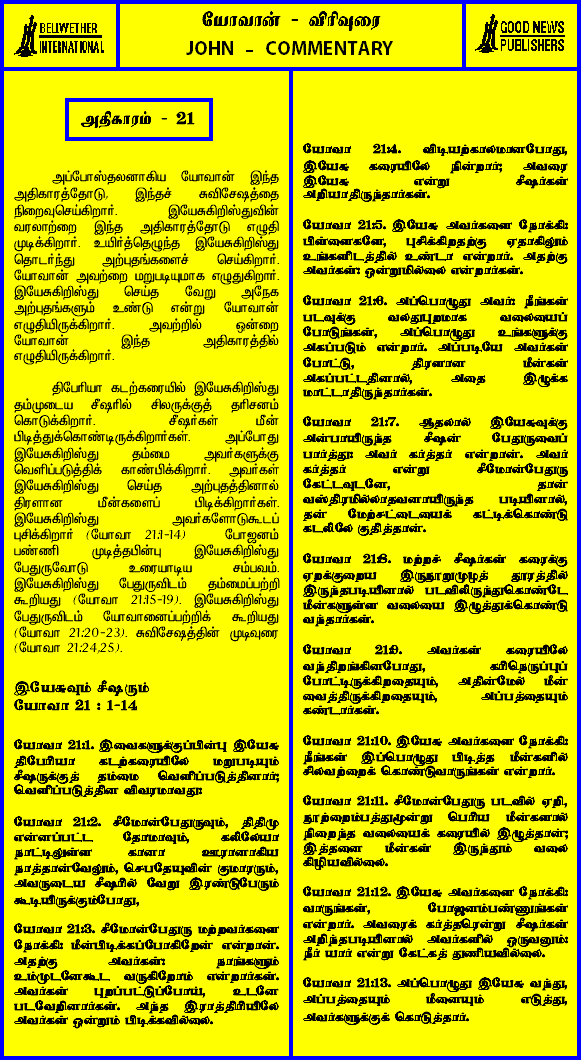 BELWETHER
INTERNATIONAL
யோவான் - விரிவுரை
JOHN - COMMENTARY
GOOD NEWS
PUBLISHERS
அதிகாரம் - 21
அப்போஸ்தலனாகிய யோவான் இந்த
அதிகாரத்தோடு, இந்தச் சுவிசேஷத்தை
நிறைவுசெய்கிறார். இயேசுகிறிஸ்துவின்
வரலாற்றை இந்த அதிகாரத்தோடு எழுதி
முடிக்கிறார். உயிர்த்தெழுந்த இயேசுகிறிஸ்து
தொடர்ந்து அற்புதங்களைச் செய்கிறார்.
யோவான் அவற்றை மறுபடியுமாக எழுதுகிறார்.
இயேசுகிறிஸ்து செய்த வேறு அநேக
அற்புதங்களும் உண்டு என்று யோவான்
எழுதியிருக்கிறார். அவற்றில் ஒன்றை
யோவான் இந்த அதிகாரத்தில்
எழுதியிருக்கிறார்.
திபேரியா கடற்கரையில் இயேசுகிறிஸ்து
தம்முடைய சீஷரில் சிலருக்குத் தரிசனம்
கொடுக்கிறார். சீஷர்கள் மீன்
பிடித்துக்கொண்டிருக்கிறார்கள். அப்போது
இயேசுகிறிஸ்து தம்மை அவர்களுக்கு
வெளிப்படுத்திக் காண்பிக்கிறார். அவர்கள்
இயேசுகிறிஸ்து செய்த அற்புதத்தினால்
திரளான மீன்களைப் பிடிக்கிறார்கள்.
இயேசுகிறிஸ்து அவர்களோடுகூடப்
புசிக்கிறார் (யோவா 21:1-14) போஜனம்
பண்ணி முடித்தபின்பு இயேசுகிறிஸ்து
பேதுருவோடு உரையாடிய சம்பவம்.
இயேசுகிறிஸ்து பேதுருவிடம் தம்மைப்பற்றி
கூறியது (யோவா 21:15-19). இயேசுகிறிஸ்து
பேதுருவிடம் யோவானைப்பற்றிக் கூறியது
(யோவா 21:20-23). சுவிசேஷத்தின் முடிவுரை
(யோவா 21:24,25).
இயேசுவும் சீஷரும்
யோவா 21 : 1-14
யோவா 21:1. இவைகளுக்குப்பின்பு இயேசு
திபேரியா கடற்கரையிலே மறுபடியும்
சீஷருக்குத் தம்மை வெளிப்படுத்தினார்;
வெளிப்படுத்தின விவரமாவது:
யோவா 21:2. சீமோன்பேதுருவும், திதிமு
என்னப்பட்ட தோமாவும், கலிலேயா
நாட்டிலுள்ள கானா ஊரானாகிய
நாத்தான்வேலும், செபதேயுவின் குமாரரும்,
அவருடைய சீஷரில் வேறு இரண்டுபேரும்
கூடியிருக்கும்போது,
யோவா 21:3. சீமோன்பேதுரு மற்றவர்களை
நோக்கி: மீன்பிடிக்கப்போகிறேன் என்றான்.
அதற்கு அவர்கள்: நாங்களும்
உம்முடனேகூட வருகிறோம் என்றார்கள்.
அவர்கள் புறப்பட்டுப்போய், உடனே
படவேறினார்கள். அந்த இராத்திரியிலே
அவர்கள் ஒன்றும் பிடிக்கவில்லை.
யோவா 21:4. விடியற்காலமானபோது,
இயேசு கரையிலே நின்றார்; அவரை
இயேசு என்று சீஷர்கள்
அறியாதிருந்தார்கள்.
யோவா 21:5. இயேசு அவர்களை நோக்கி:
பிள்ளைகளே, புசிக்கிறதற்கு ஏதாகிலும்
உங்களிடத்தில் உண்டா என்றார். அதற்கு
அவர்கள்: ஒன்றுமில்லை என்றார்கள்.
யோவா 21:6. அப்பொழுது அவர்: நீங்கள்
படவுக்கு வலதுபுறமாக வலையைப்
போடுங்கள், அப்பொழுது உங்களுக்கு
அகப்படும் என்றார். அப்படியே அவர்கள்
போட்டு, திரளான மீன்கள்
அகப்பட்டதினால், அதை இழுக்க
மாட்டாதிருந்தார்கள்.
யோவா 21:7. ஆதலால் இயேசுவுக்கு
அன்பாயிருந்த சீஷன் பேதுருவைப்
பார்த்து: அவர் கர்த்தர் என்றான். அவர்
கர்த்தர் என்று சீமோன்பேதுரு
கேட்டவுடனே, தான்
வஸ்திரமில்லாதவனாயிருந்த படியினால்,
தன் மேற்சட்டையைக் கட்டிக்கொண்டு
கடலிலே குதித்தான்.
யோவா 21:8. மற்றச் சீஷர்கள் கரைக்கு
ஏறக்குறைய இருநூறுமுழத் தூரத்தில்
இருந்தபடியினால் படவிலிருந்துகொண்டே
மீன்களுள்ள வலையை இழுத்துக்கொண்டு
வந்தார்கள்.
யோவா 21:9. அவர்கள் கரையிலே
வந்திறங்கினபோது, கரிநெருப்புப்
போட்டிருக்கிறதையும், அதின்மேல் மீன்
வைத்திருக்கிறதையும், அப்பத்தையும்
கண்டார்கள்.
யோவா 21:10. இயேசு அவர்களை நோக்கி:
நீங்கள் இப்பொழுது பிடித்த மீன்களில்
சிலவற்றைக் கொண்டுவாருங்கள் என்றார்.
யோவா 21:11. சீமோன்பேதுரு படவில் ஏறி,
நூற்றைம்பத்துமூன்று பெரிய மீன்களால்
நிறைந்த வலையைக் கரையில் இழுத்தான்;
இத்தனை மீன்கள் இருந்தும் வலை
கிழியவில்லை.
யோவா 21:12. இயேசு அவர்களை நோக்கி:
வாருங்கள், போஜனம்பண்ணுங்கள்
என்றார். அவரைக் கர்த்தரென்று சீஷர்கள்
அறிந்தபடியினால் அவர்களில் ஒருவனும்:
நீர் யார் என்று கேட்கத் துணியவில்லை.
யோவா 21:13. அப்பொழுது இயேசு வந்து,
அப்பத்தையும் மீனையும் எடுத்து,
அவர்களுக்குக் கொடுத்தார்.